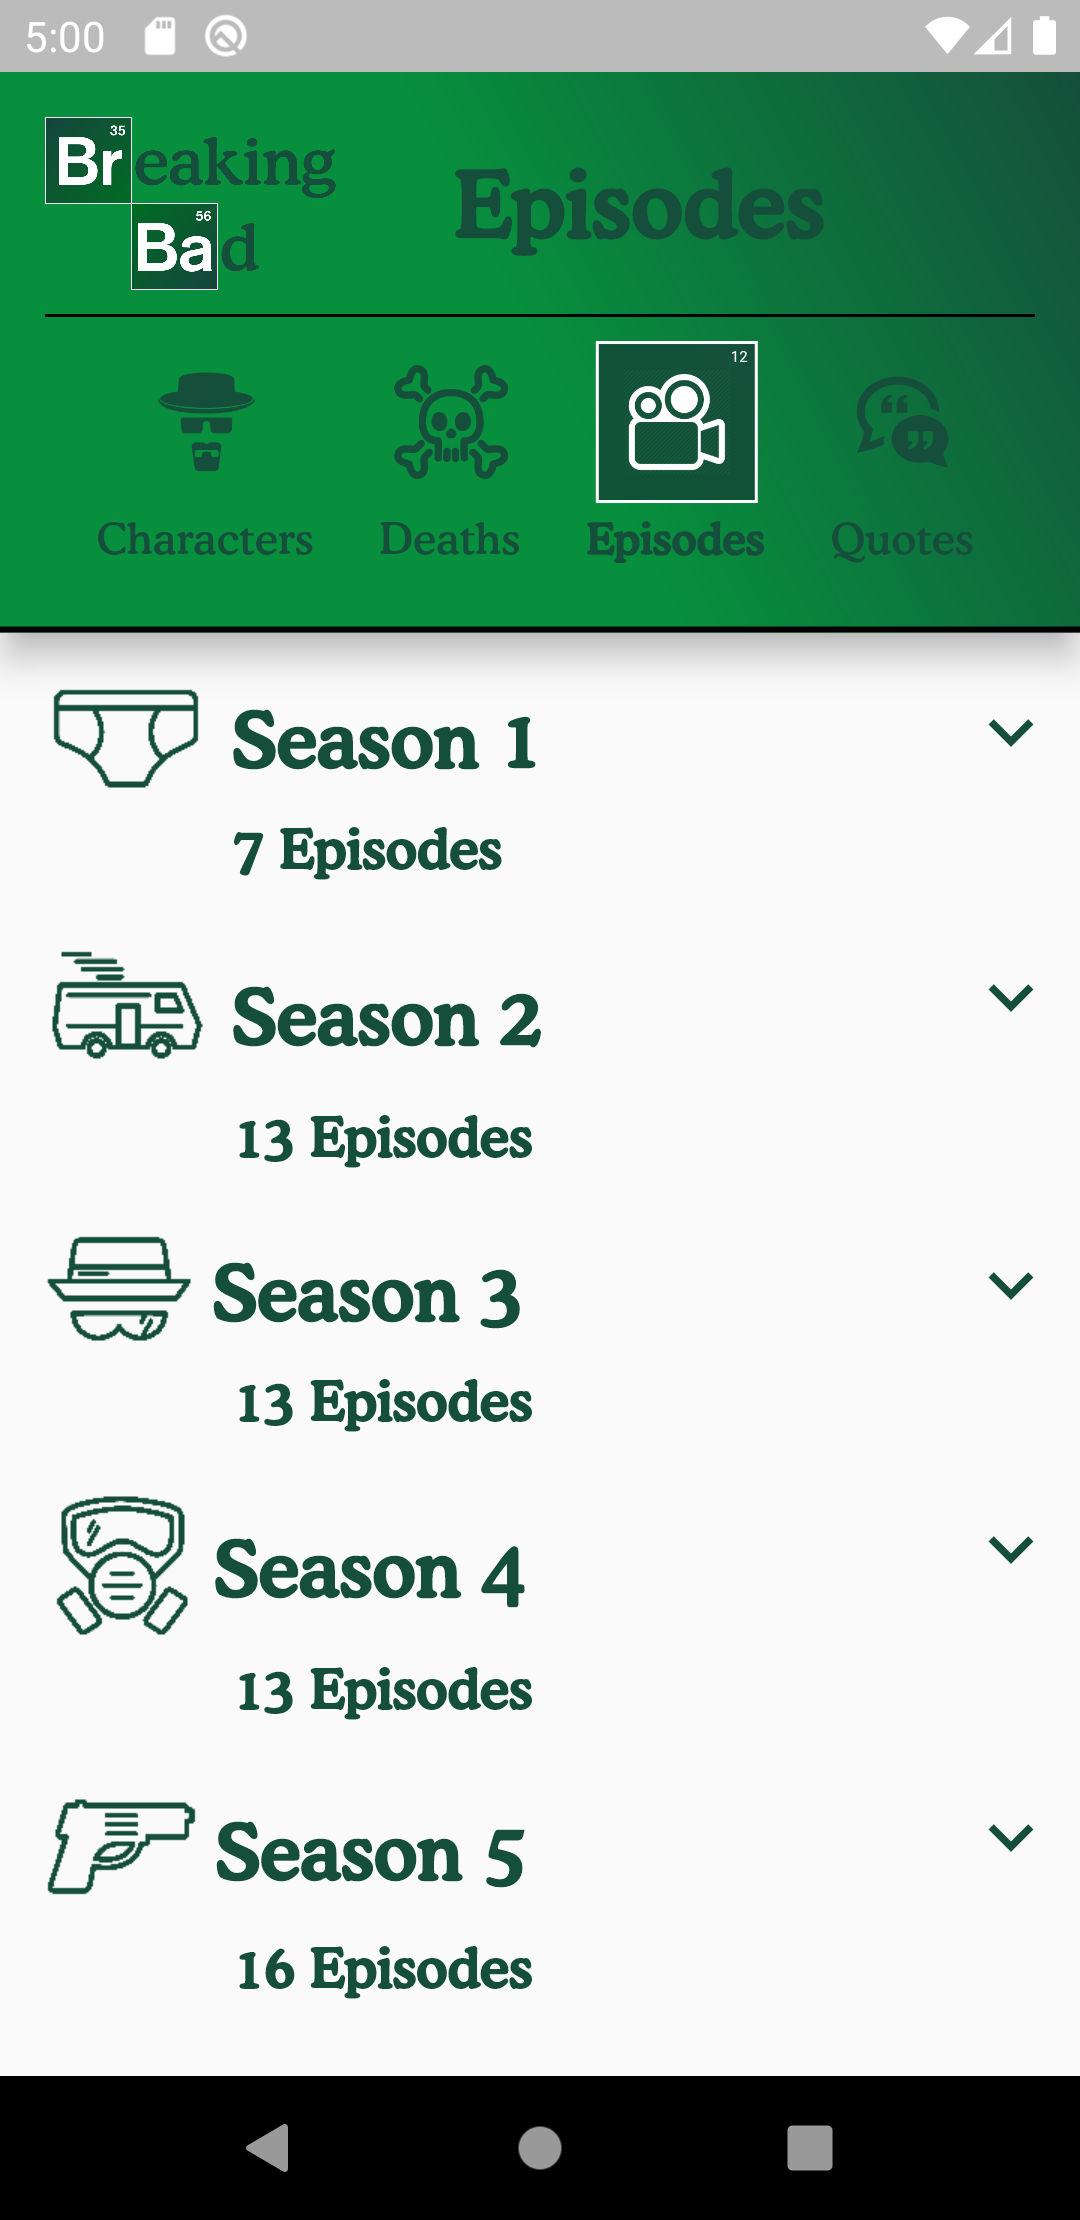 5:00
35
Breaking
56
Bad
Episodes
12
Characters Deaths Episodes Quotes
Season 1
7 Episodes
Season 2
13 Episodes
Season 3
13 Episodes
Season 4
13 Episodes
Season 5
16 Episodes